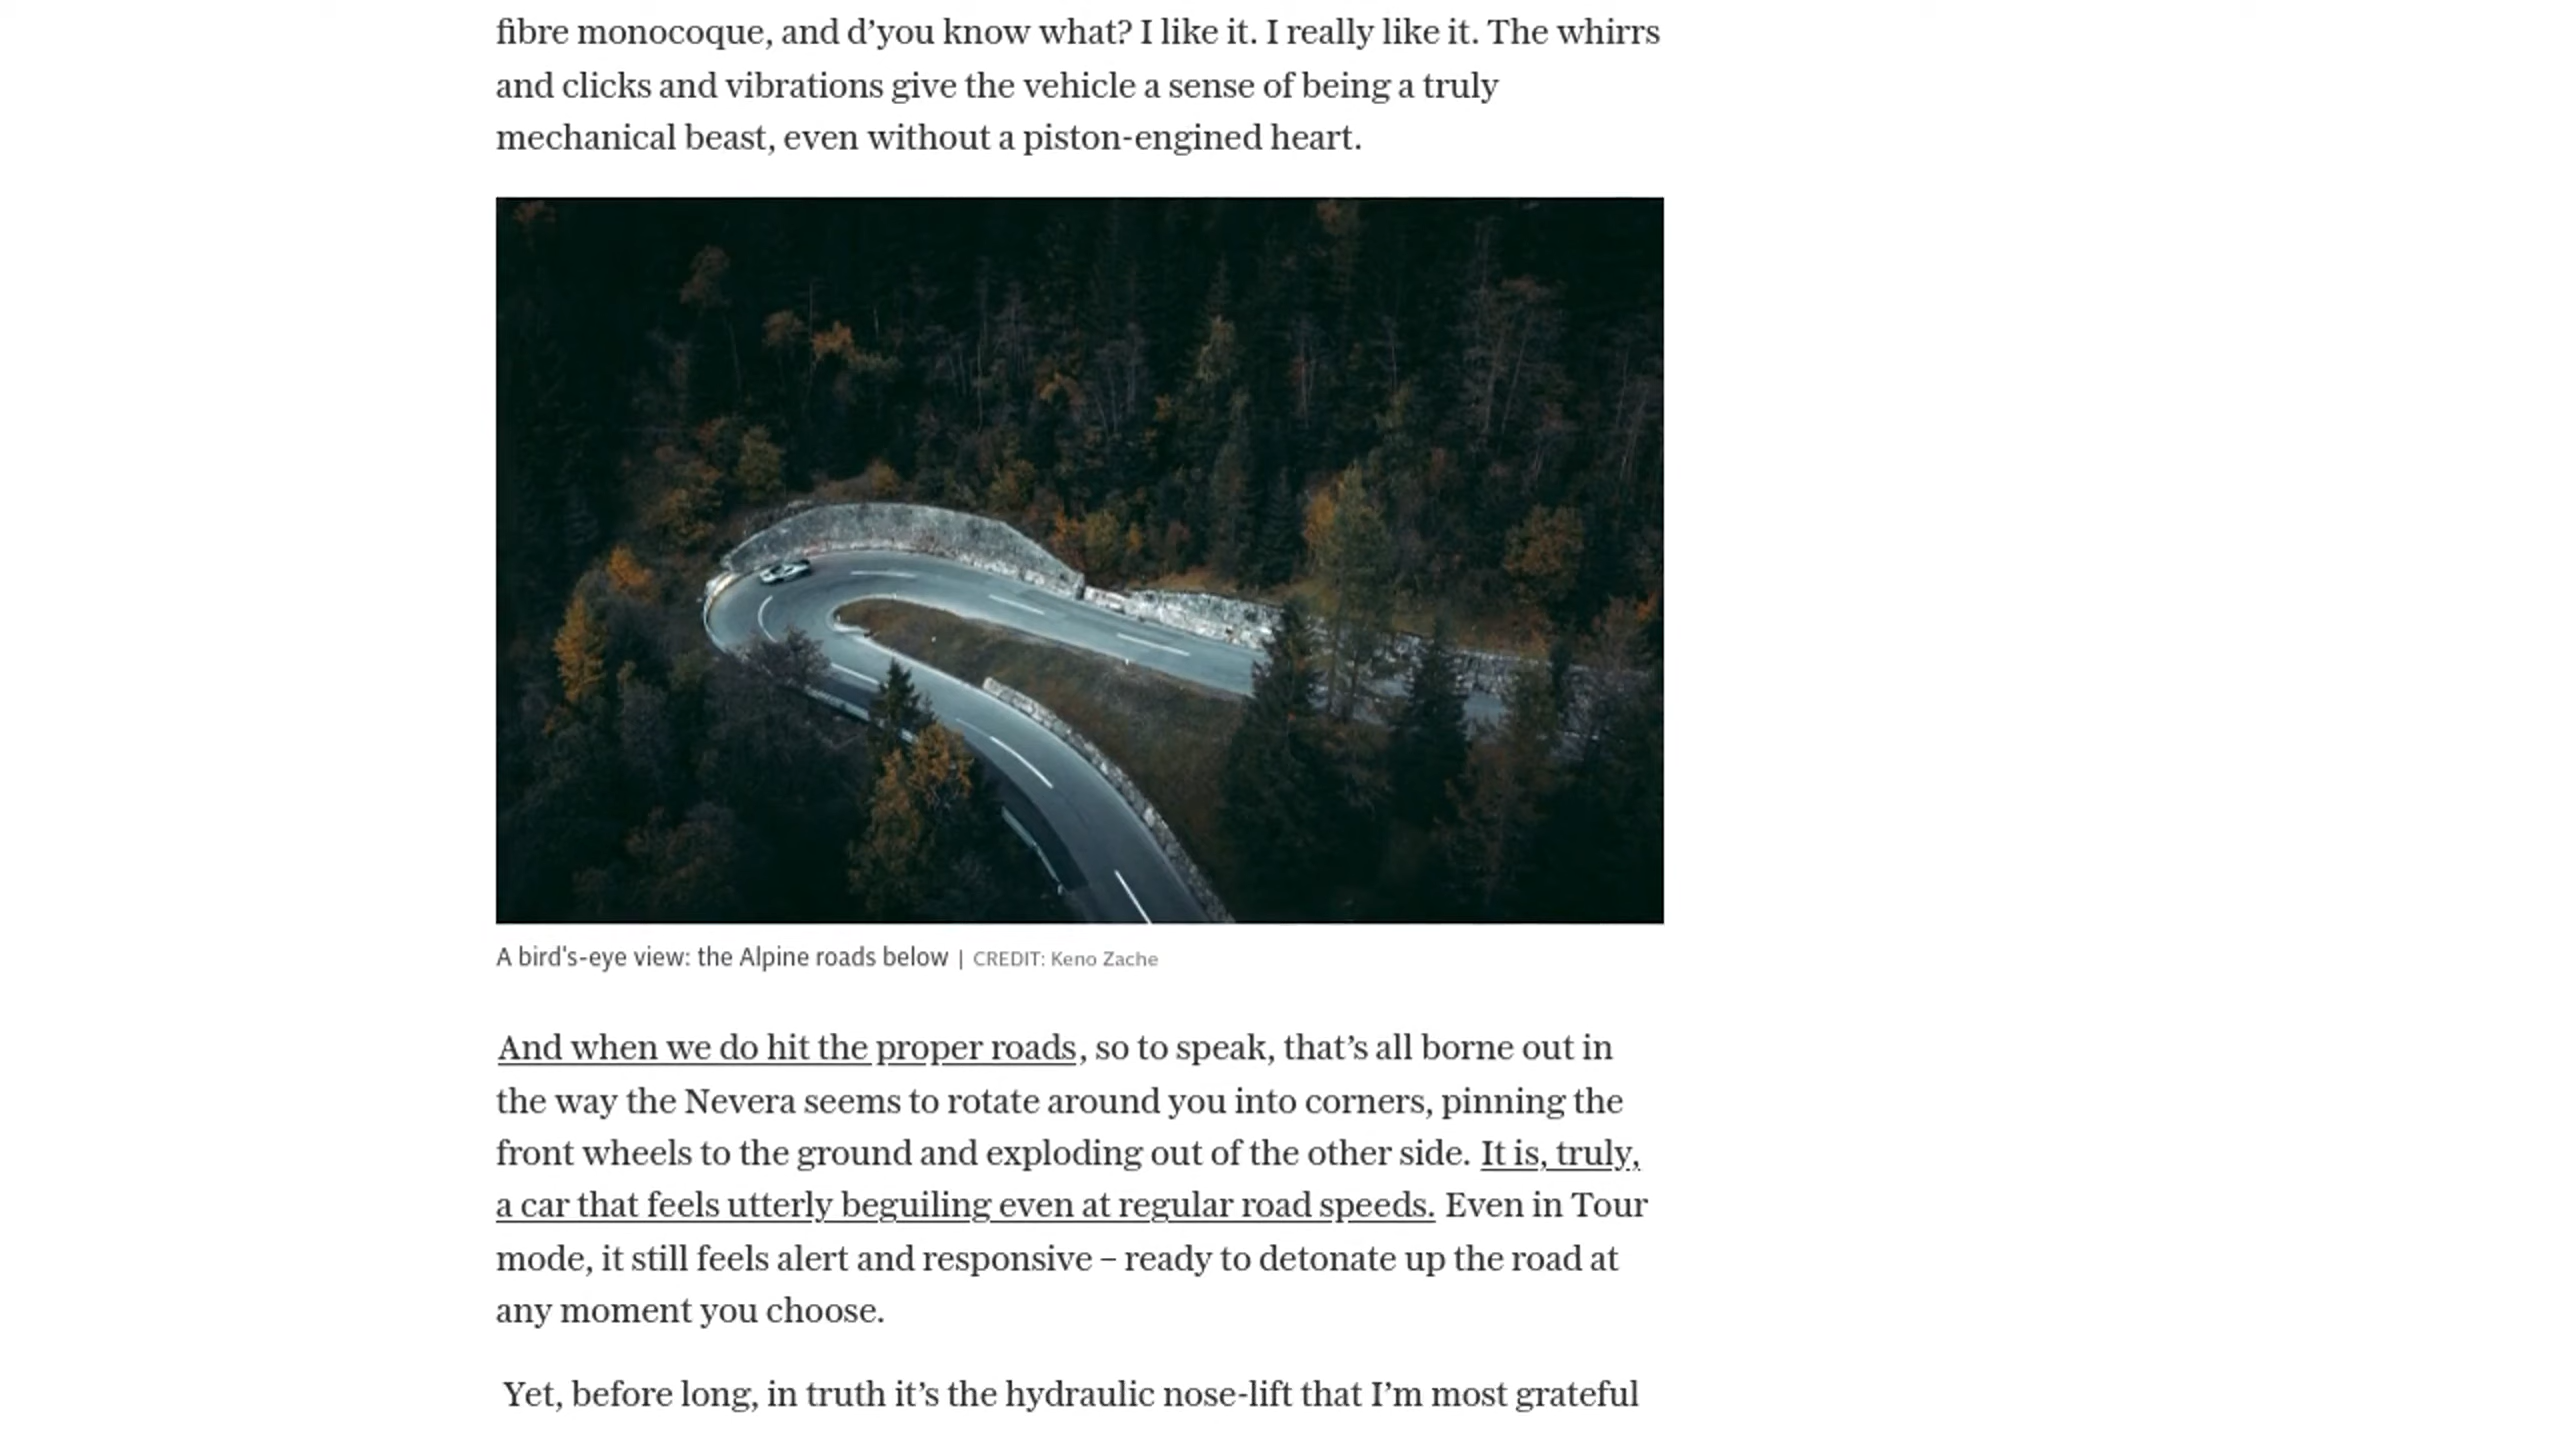 fibre monocoque, and d’you know what? I like it. I really like it. The whirrs
and clicks and vibrations give the vehicle a sense of being a truly
mechanical beast, even without a piston-engined heart.
A bird's-eye view: the Alpine roads below | CREDIT: Keno Zache
And when we do hit the proper roads, so to speak, that’s all borne out in
the way the Nevera seems to rotate around you into corners, pinning the
front wheels to the ground and exploding out of the other side. It is, truly,
a car that feels utterly beguiling even at regular road speeds. Even in Tour
mode, it still feels alert and responsive – ready to detonate up the road at
any moment you choose.
Yet, before long, in truth it’s the hydraulic nose-lift that I’m most grateful